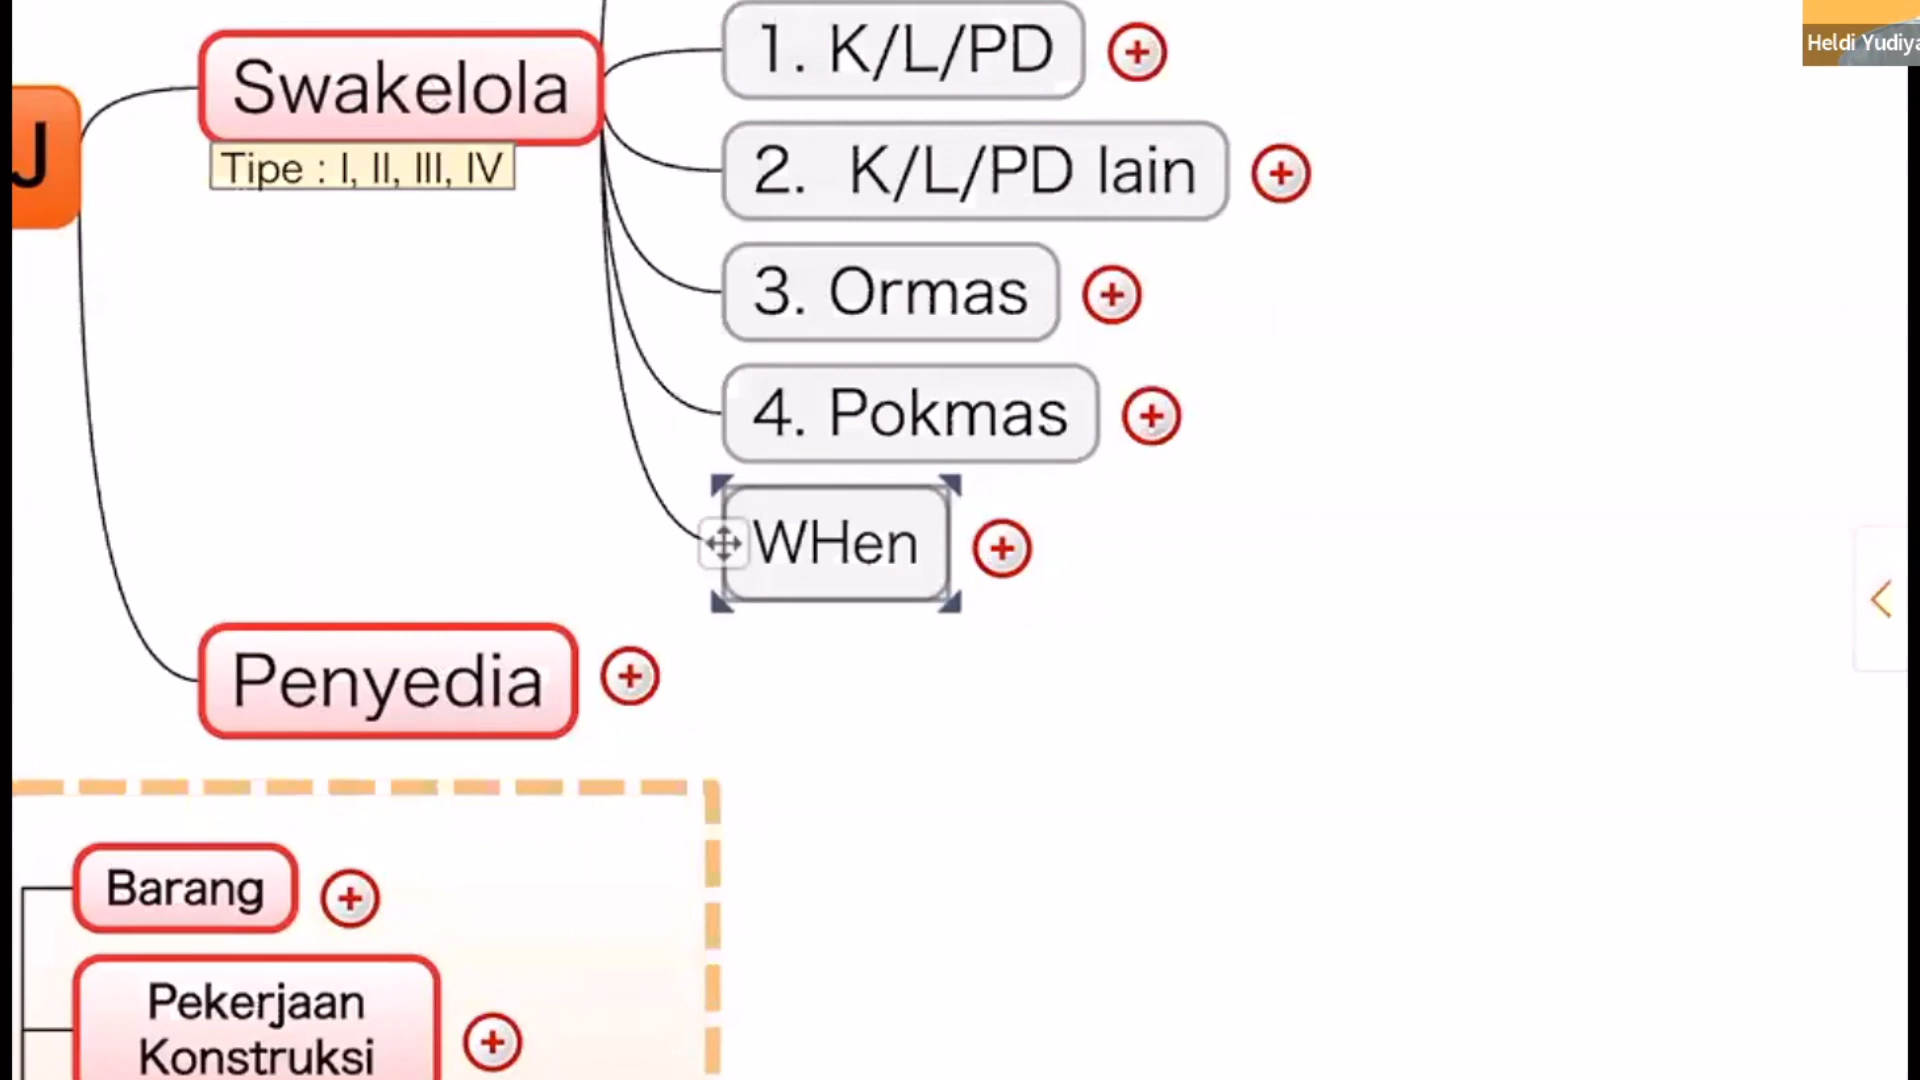 Heldi Yudiya
J
Swakelola
Tipe : I, II, III, IV
1. K/L/PD
2. K/L/PD lain
3. Ormas
4. Pokmas
WHen
Penyedia
Barang
Pekerjaan
Konstruksi